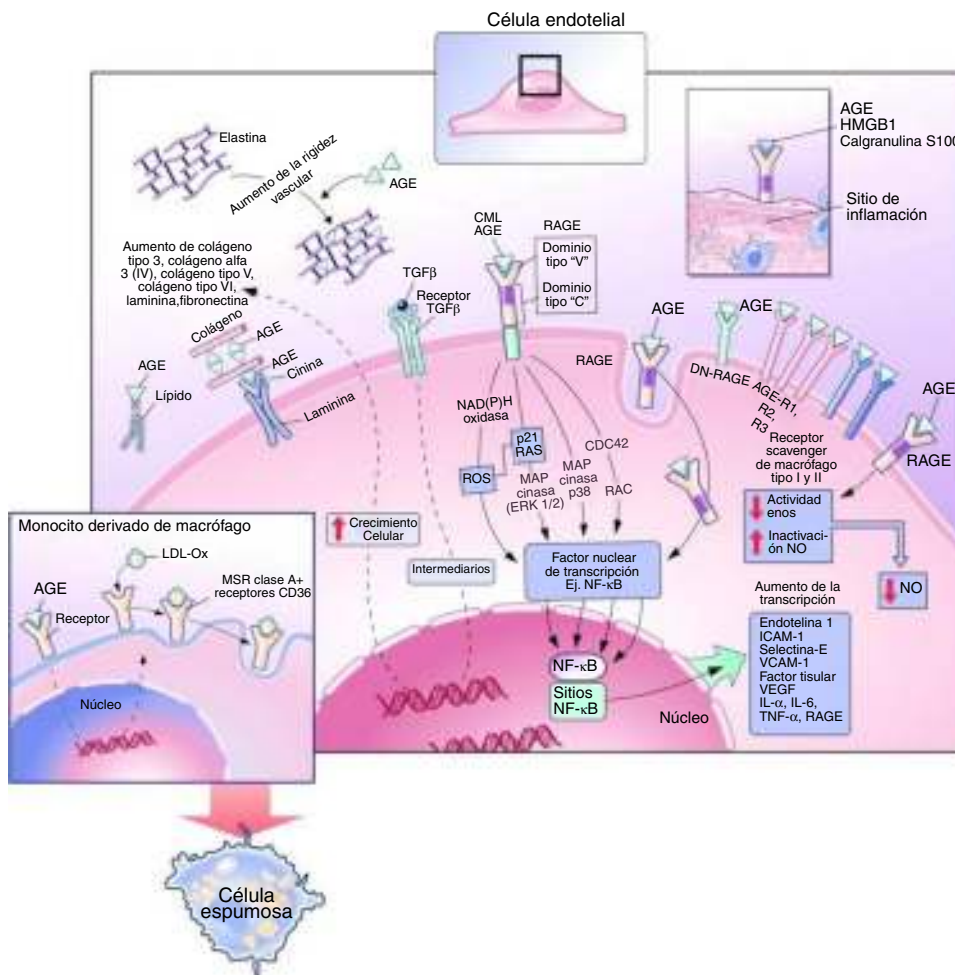 Célula endotelial
Elastina
Aumento de la rigidez
vascular
AGE
Aumento de colágeno
tipo 3, colágeno alfa
3 (IV), colágeno tipo V,
colágeno tipo VI,
laminina,fibronectina
Colágeno
AGE
AGE
Cinina
Laminina
AGE
Lípido
TGFβ
Receptor
TGFβ
CML
AGE
RAGE
Dominio
tipo “V”
Dominio
tipo “C”
AGE
HMGB1
Calgranulina S100
Sitio de
inflamación
AGE
RAGE
AGE
DN-RAGE
AGE-R1,
R2,
R3
Receptor
scavenger
de macrófago
tipo I y II
AGE
RAGE
NAD(P)H
oxidasa
p21
RAS
ROS
MAP
cinasa
(ERK 1/2)
MAP
cinasa
p38
CDC42
RAC
Actividad
enos
Inactivaci-
ón NO
NO
Crecimiento
Celular
Intermediarios
Factor nuclear
de transcripción
Ej. NF-κB
NF-κB
Sitios
NF-κB
Núcleo
Aumento de la
transcripción
Endotelina 1
ICAM-1
Selectina-E
VCAM-1
Factor tisular
VEGF
IL-α, IL-6,
TNF-α, RAGE
Monocito derivado de macrófago
LDL-Ox
AGE
Receptor
MSR clase A+
receptores CD36
Núcleo
Célula
espumosa